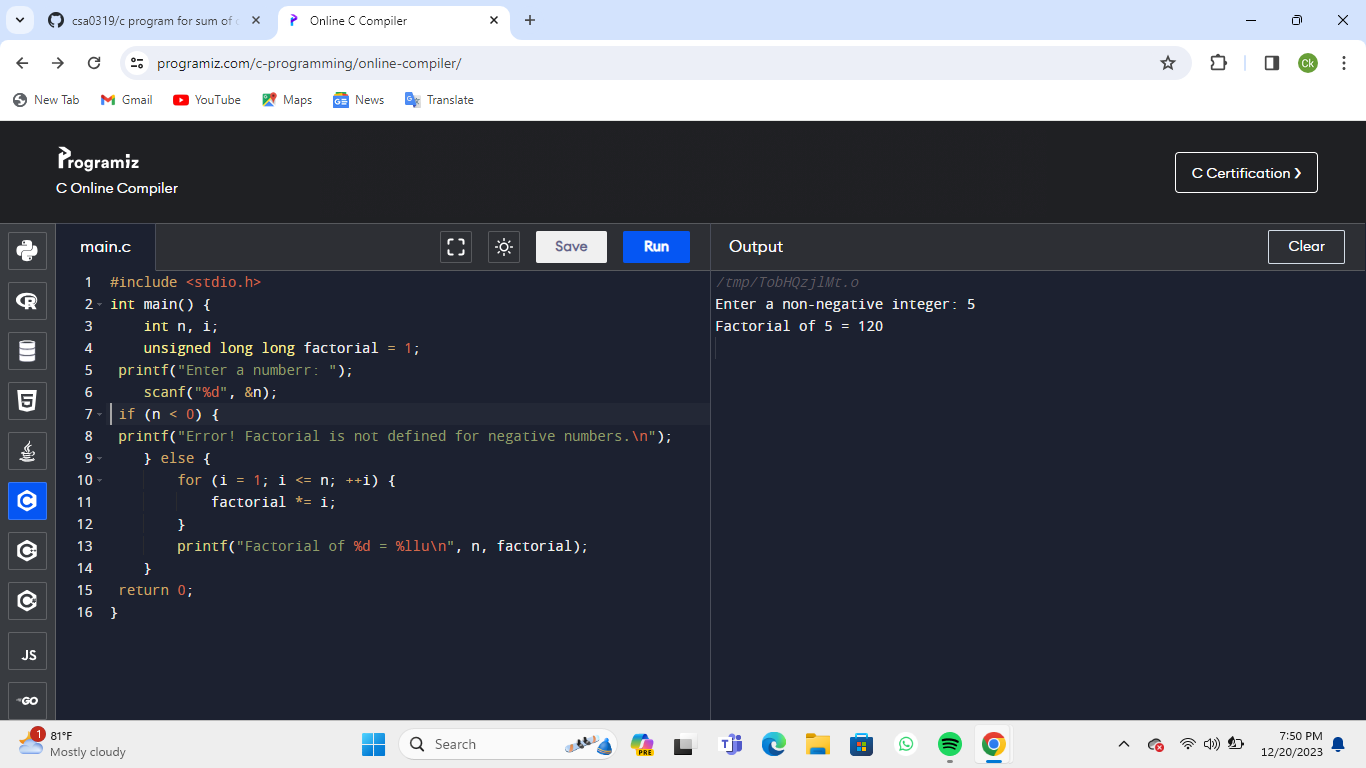 csa0319/c program for sum of
Online C Compiler
programiz.com/c-programming/online-compiler/
Ck
New Tab
Gmail
YouTube
Maps
News
Translate
Programiz
C Online Compiler
C Certification ❯
main.c
Save
Run
Output
Clear
1 #include <stdio.h>
2 int main() {
3     int n, i;
4     unsigned long long factorial = 1;
5  printf("Enter a numberr: ");
6     scanf("%d", &n);
7  if (n < 0) {
8  printf("Error! Factorial is not defined for negative numbers.\n");
9     } else {
10         for (i = 1; i <= n; ++i) {
11             factorial *= i;
12         }
13         printf("Factorial of %d = %llu\n", n, factorial);
14     }
15  return 0;
16 }
/tmp/TobHQzjlMt.o
Enter a non-negative integer: 5
Factorial of 5 = 120
JS
GO
1
81°F
Mostly cloudy
Search
PRE
7:50 PM
12/20/2023